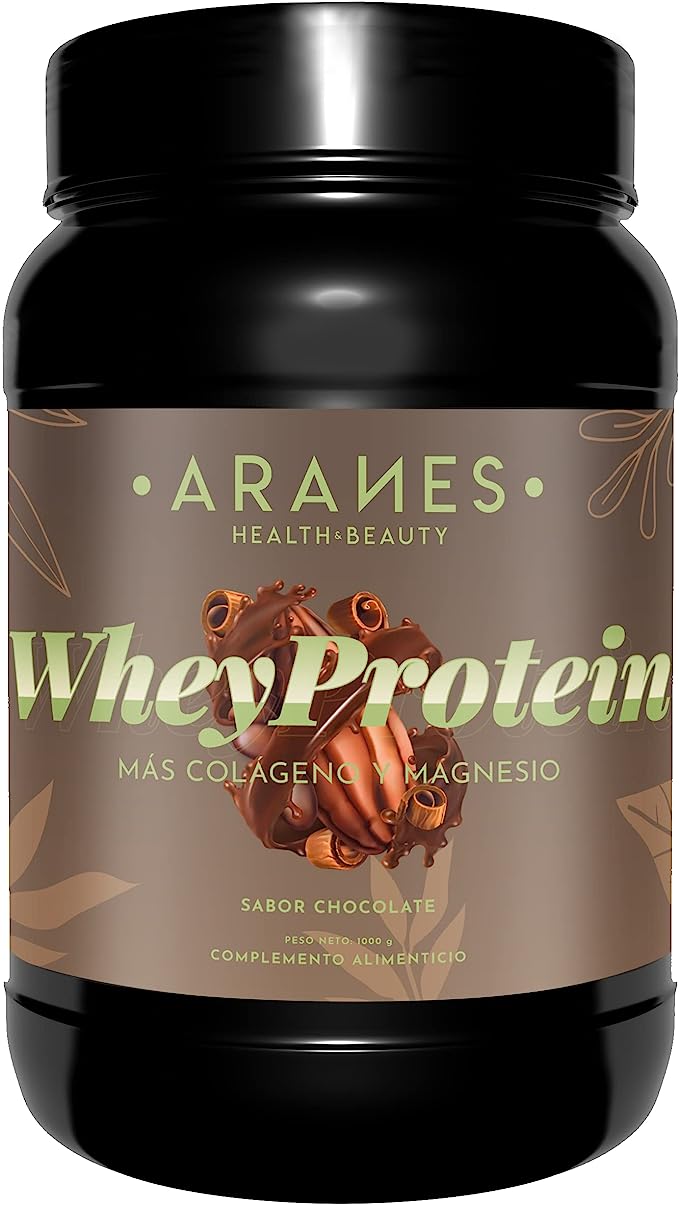 • ARANES •
HEALTH & BEAUTY
WheyProtein
MÁS COLÁGENO Y MAGNESIO
SABOR CHOCOLATE
PESO NETO: 1000 g
COMPLEMENTO ALIMENTICIO